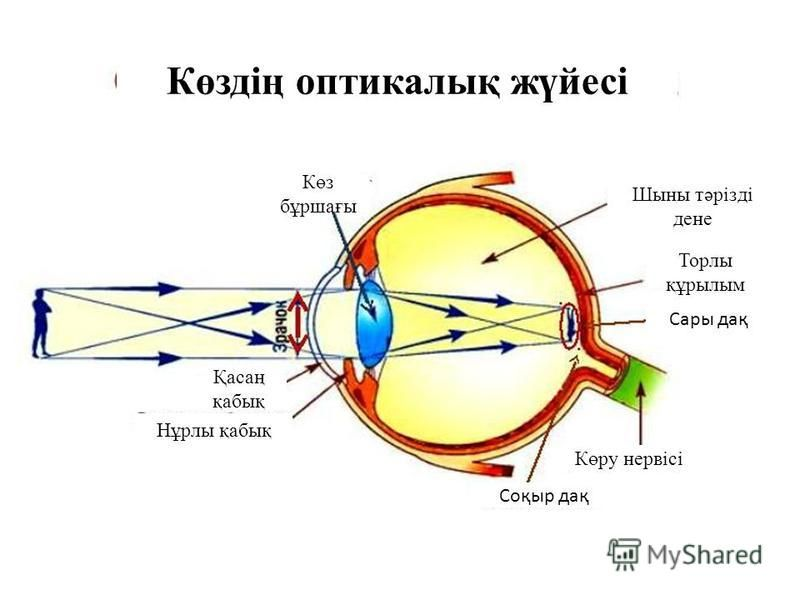 Көздің оптикалық жүйесі
Көз
бұршағы
Шыны тәрізді
дене
Торлы
құрылым
Сары дақ
Зрачок
Қасаң
қабық
Нұрлы қабық
Көру нервісі
Соқыр дақ
MyShared